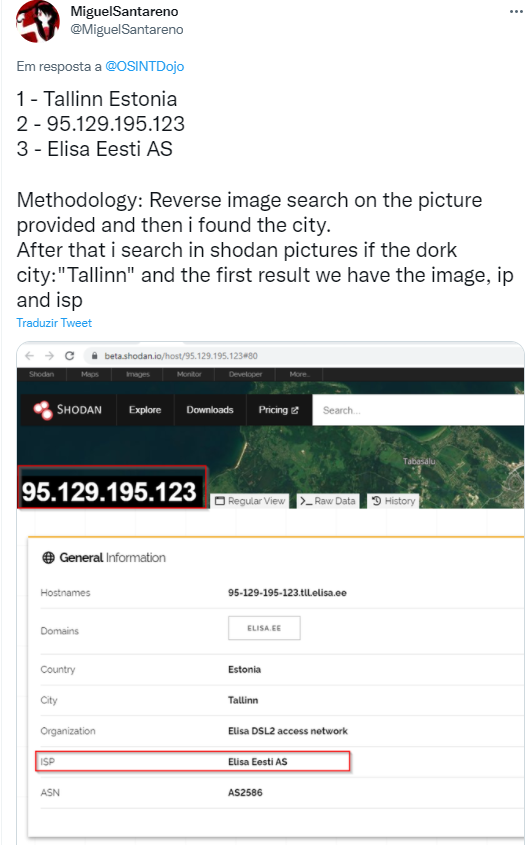 MiguelSantareno
@MiguelSantareno
Em resposta a @OSINTDojo
1 - Tallinn Estonia
2 - 95.129.195.123
3 - Elisa Eesti AS
Methodology: Reverse image search on the picture
provided and then i found the city.
After that i search in shodan pictures if the dork
city:"Tallinn" and the first result we have the image, ip
and isp
Traduzir Tweet
beta.shodan.io/host/95.129.195.123#80
Shodan Maps Images Monitor Developer More...
SHODAN Explore Downloads Pricing Search...
Tabasalu
95.129.195.123
Regular View Raw Data History
General Information
Hostnames 95-129-195-123.tll.elisa.ee
Domains ELISA.EE
Country Estonia
City Tallinn
Organization Elisa DSL2 access network
ISP Elisa Eesti AS
ASN AS2586